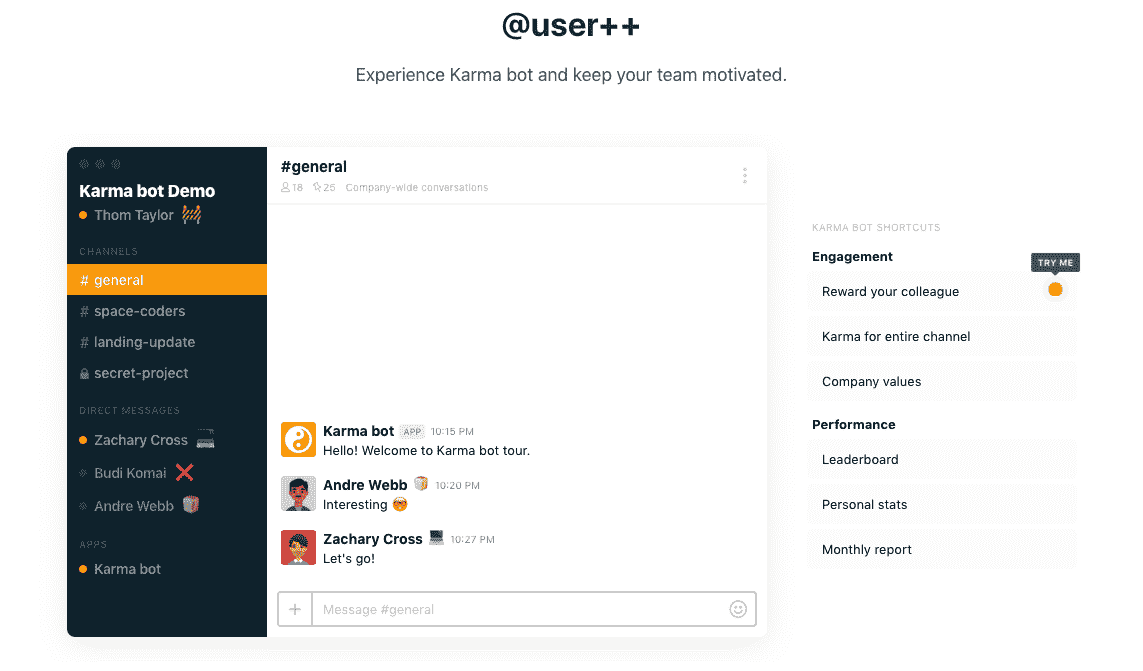 @user++
Experience Karma bot and keep your team motivated.
Karma bot Demo
Thom Taylor
CHANNELS
# general
# space-coders
# landing-update
secret-project
DIRECT MESSAGES
Zachary Cross
Budi Komai
Andre Webb
APPS
Karma bot
#general
18 25 Company-wide conversations
Karma bot APP 10:15 PM
Hello! Welcome to Karma bot tour.
Andre Webb 10:20 PM
Interesting
Zachary Cross 10:27 PM
Let's go!
+ Message #general
KARMA BOT SHORTCUTS
Engagement
TRY ME
Reward your colleague
Karma for entire channel
Company values
Performance
Leaderboard
Personal stats
Monthly report